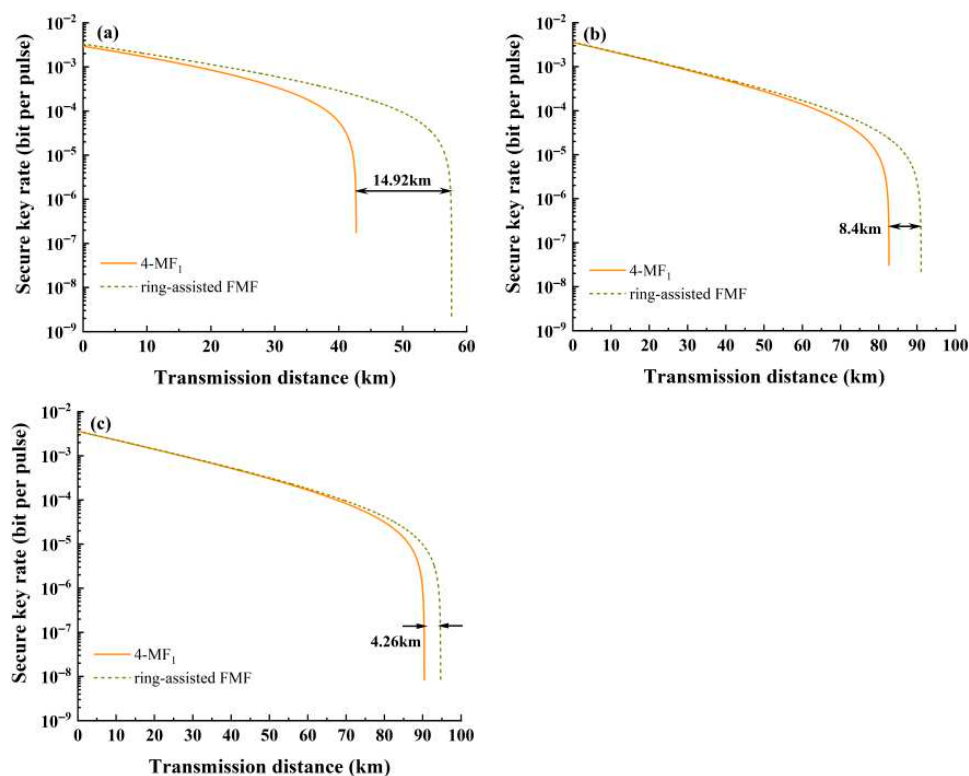 (a)
10⁻²
10⁻³
10⁻⁴
10⁻⁵
10⁻⁶
10⁻⁷
10⁻⁸
10⁻⁹
Secure key rate (bit per pulse)
14.92km
4-MF₁
ring-assisted FMF
0 10 20 30 40 50 60
Transmission distance (km)
(b)
10⁻²
10⁻³
10⁻⁴
10⁻⁵
10⁻⁶
10⁻⁷
10⁻⁸
10⁻⁹
Secure key rate (bit per pulse)
8.4km
4-MF₁
ring-assisted FMF
0 10 20 30 40 50 60 70 80 90 100
Transmission distance (km)
(c)
10⁻²
10⁻³
10⁻⁴
10⁻⁵
10⁻⁶
10⁻⁷
10⁻⁸
10⁻⁹
Secure key rate (bit per pulse)
4.26km
4-MF₁
ring-assisted FMF
0 10 20 30 40 50 60 70 80 90 100
Transmission distance (km)